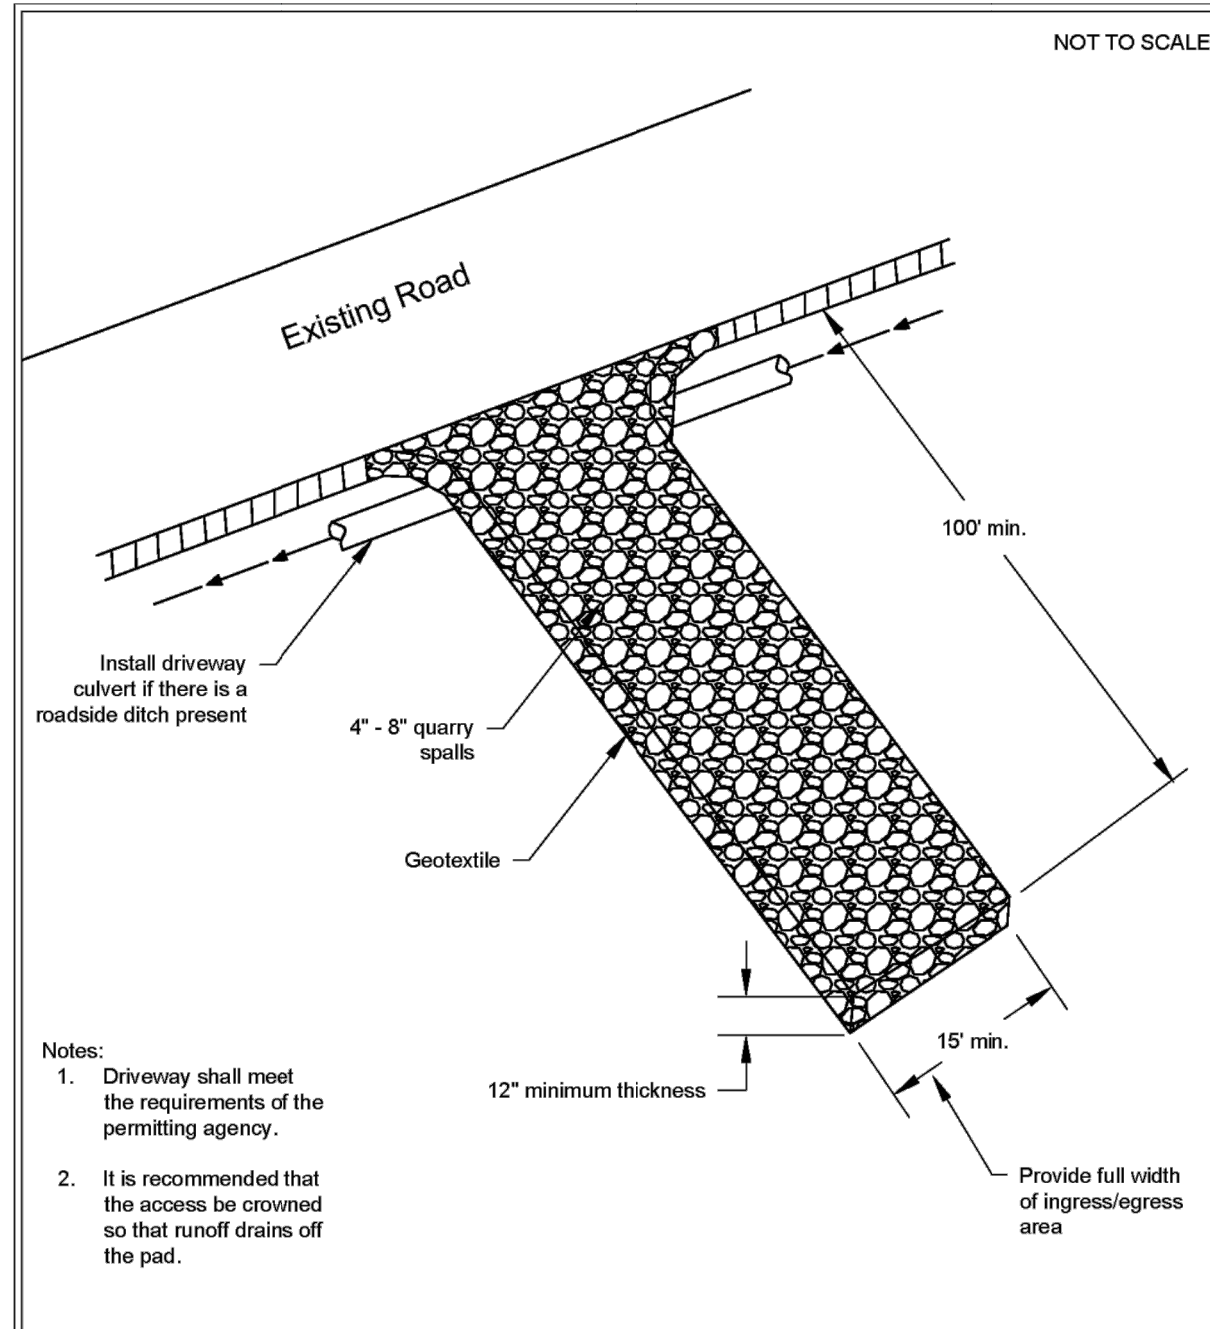 NOT TO SCALE
Existing Road
100' min.
Install driveway
culvert if there is a
roadside ditch present
4" - 8" quarry
spalls
Geotextile
15' min.
12" minimum thickness
Provide full width
of ingress/egress
area
Notes:
1. Driveway shall meet
the requirements of the
permitting agency.
2. It is recommended that
the access be crowned
so that runoff drains off
the pad.